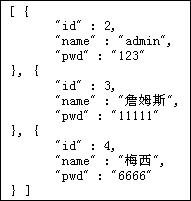 [ {
"id" : 2,
"name" : "admin",
"pwd" : "123"
}, {
"id" : 3,
"name" : "詹姆斯",
"pwd" : "11111"
}, {
"id" : 4,
"name" : "梅西",
"pwd" : "6666"
} ]